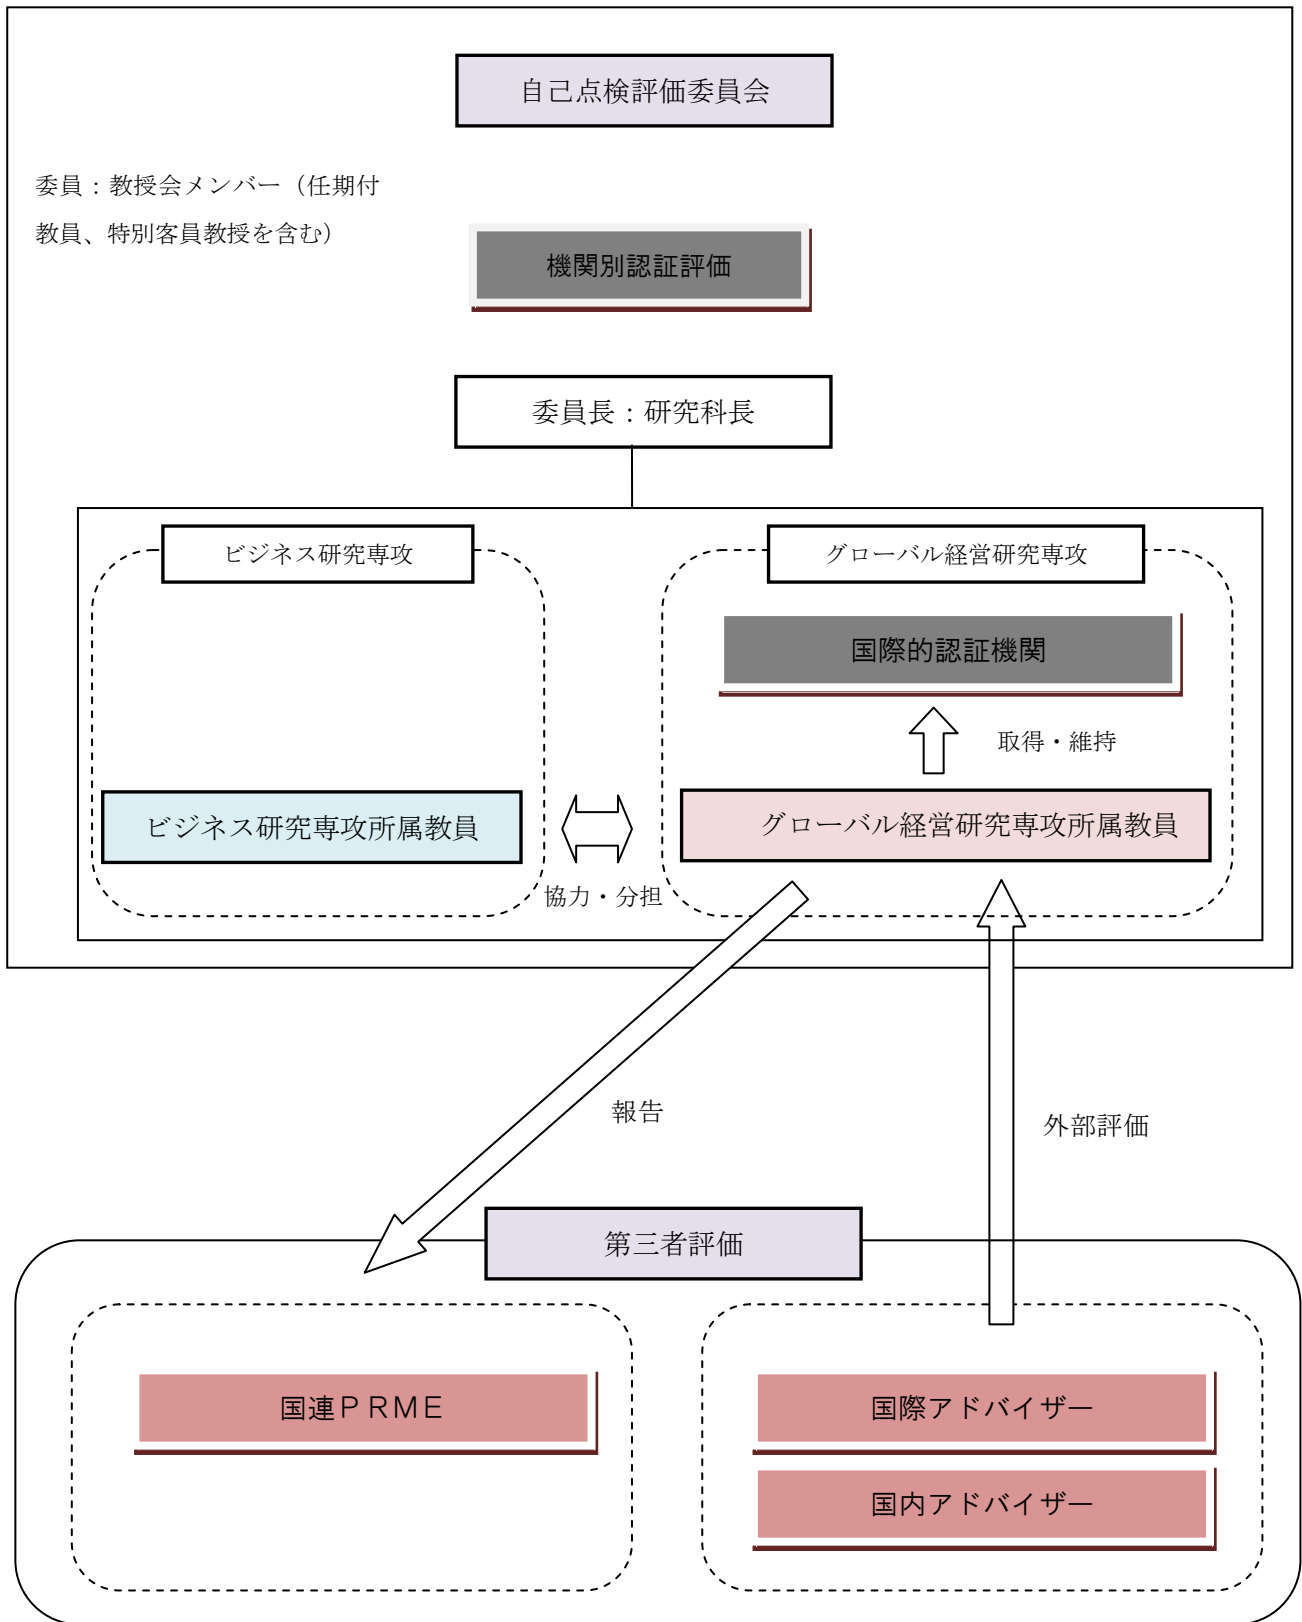 自己点検評価委員会
委員：教授会メンバー（任期付
教員、特別客員教授を含む）
機関別認証評価
委員長：研究科長
ビジネス研究専攻
グローバル経営研究専攻
国際的認証機関
取得・維持
ビジネス研究専攻所属教員
グローバル経営研究専攻所属教員
協力・分担
報告
外部評価
第三者評価
国連ＰＲＭＥ
国際アドバイザー
国内アドバイザー